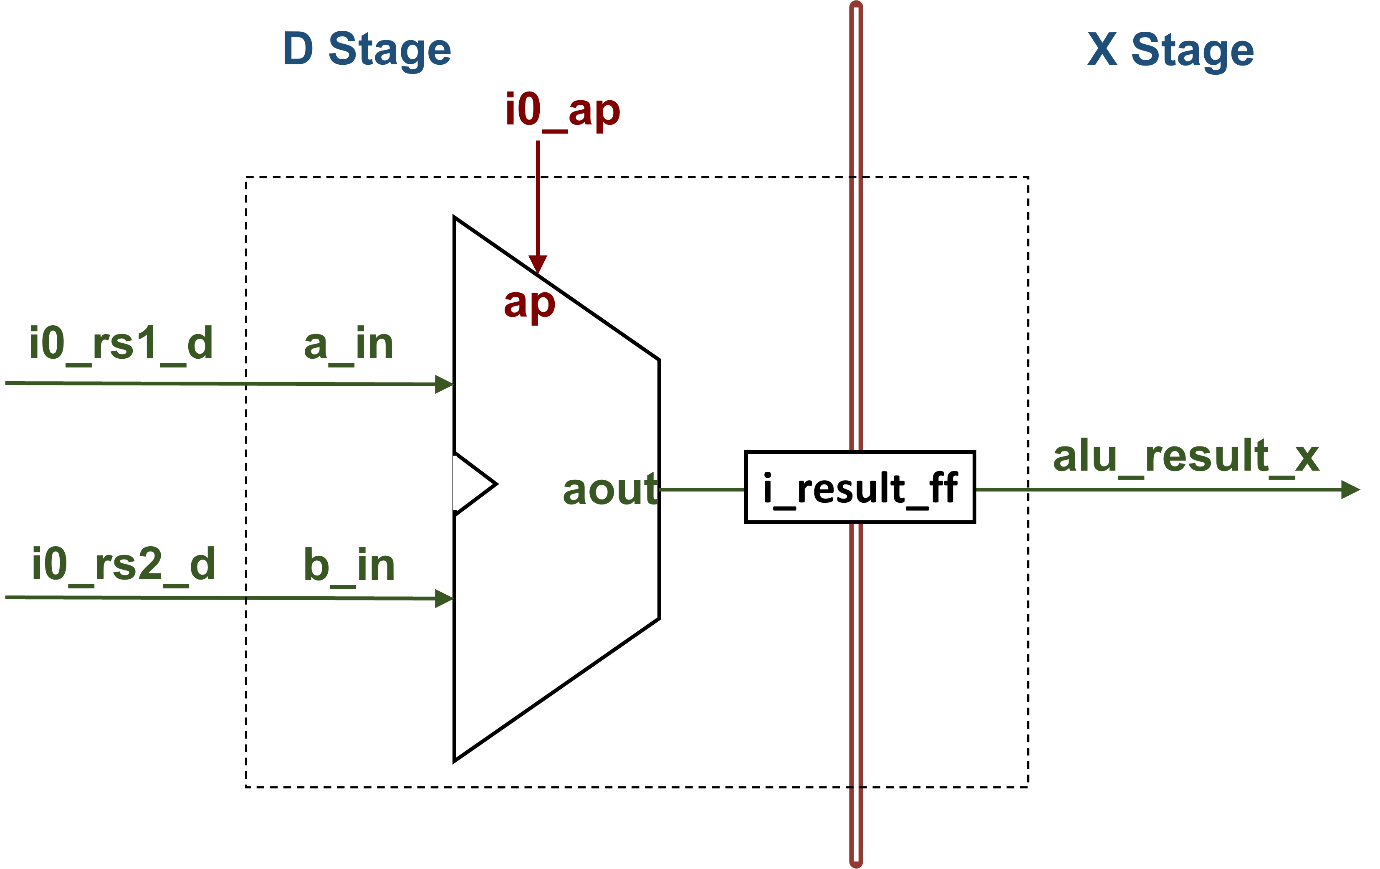 D Stage
X Stage
i0_ap
ap
i0_rs1_d
a_in
alu_result_x
aout
i_result_ff
i0_rs2_d
b_in